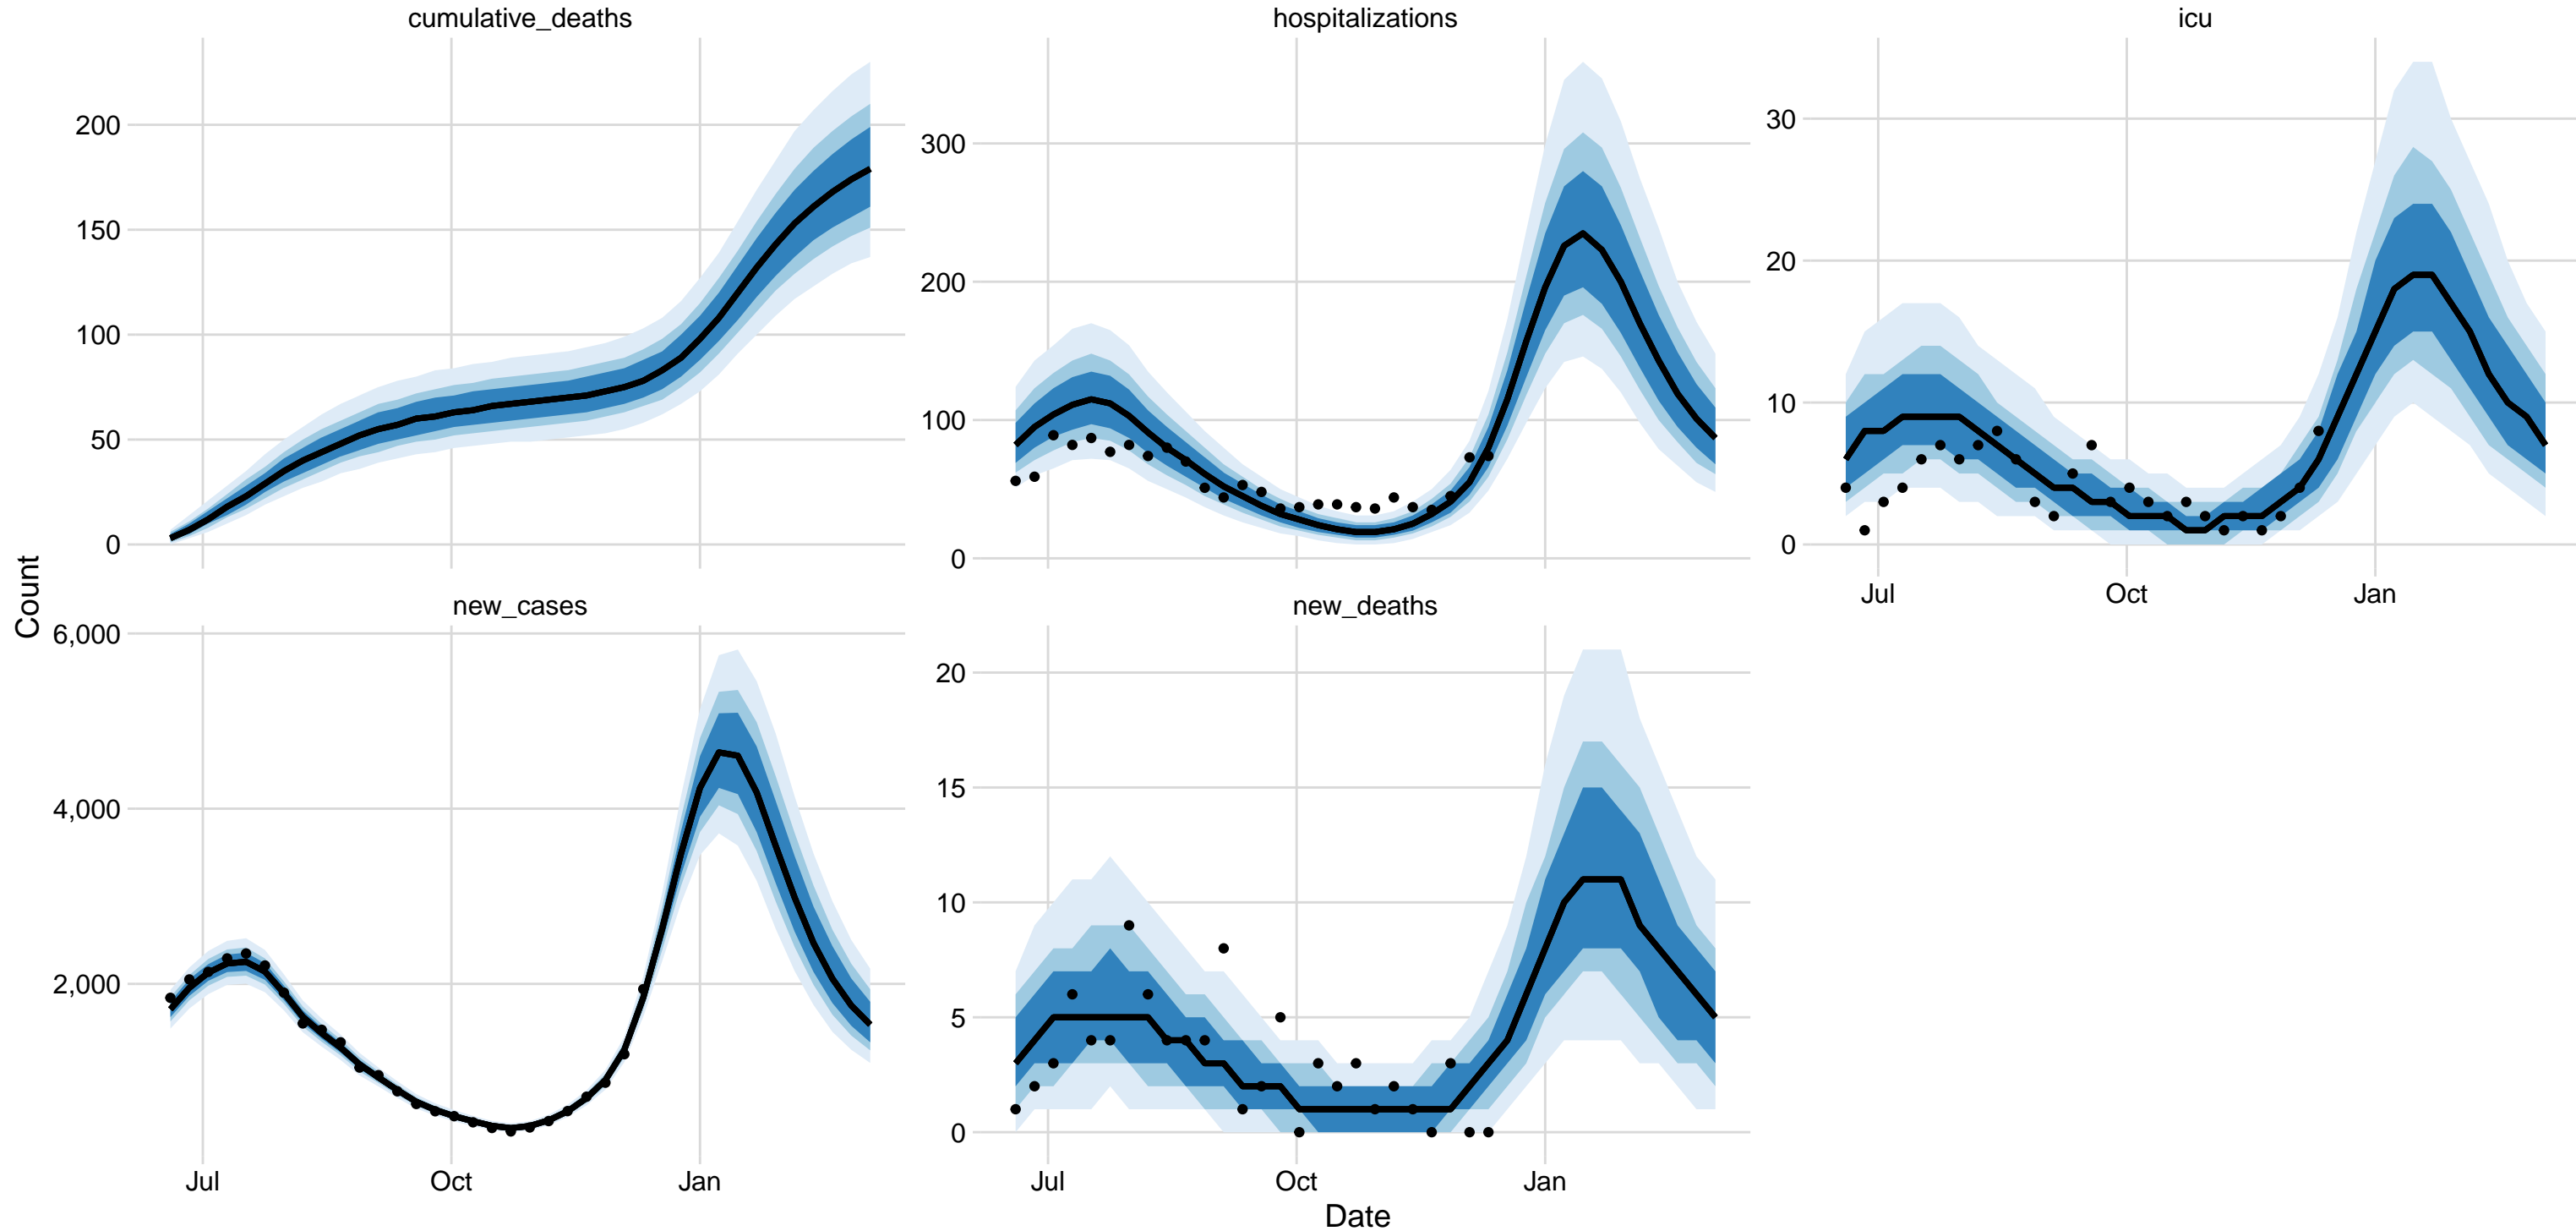 cumulative_deaths
hospitalizations
icu
200
150
100
50
0
300
200
100
0
30
20
10
0
Jul
Oct
Jan
Count
new_cases
new_deaths
6,000
4,000
2,000
20
15
10
5
0
Jul
Oct
Jan
Jul
Oct
Jan
Date